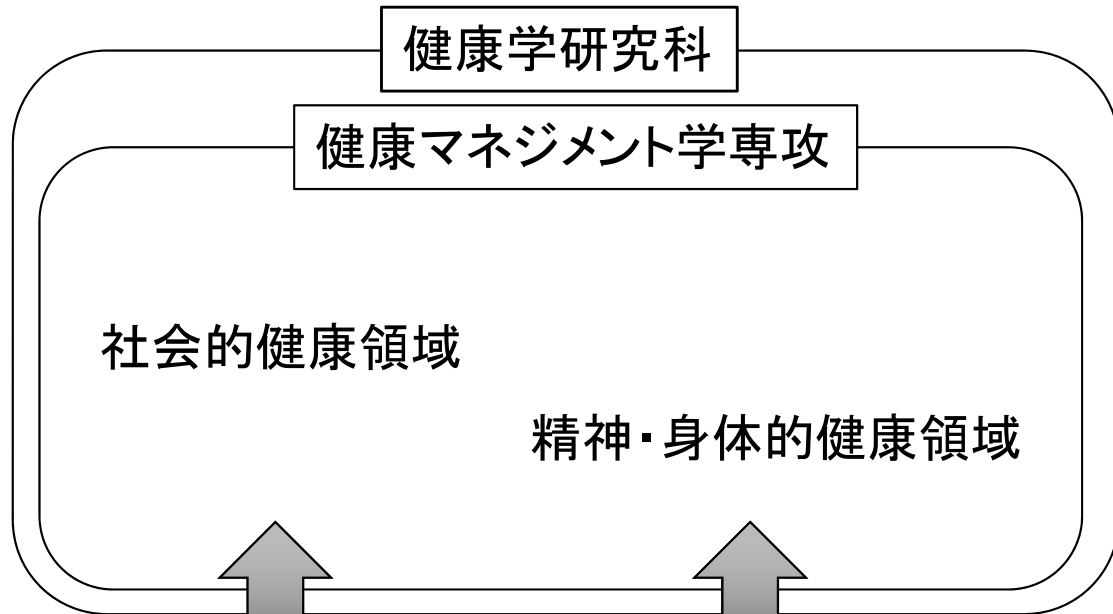 健康学研究科
健康マネジメント学専攻
社会的健康領域
精神・身体的健康領域